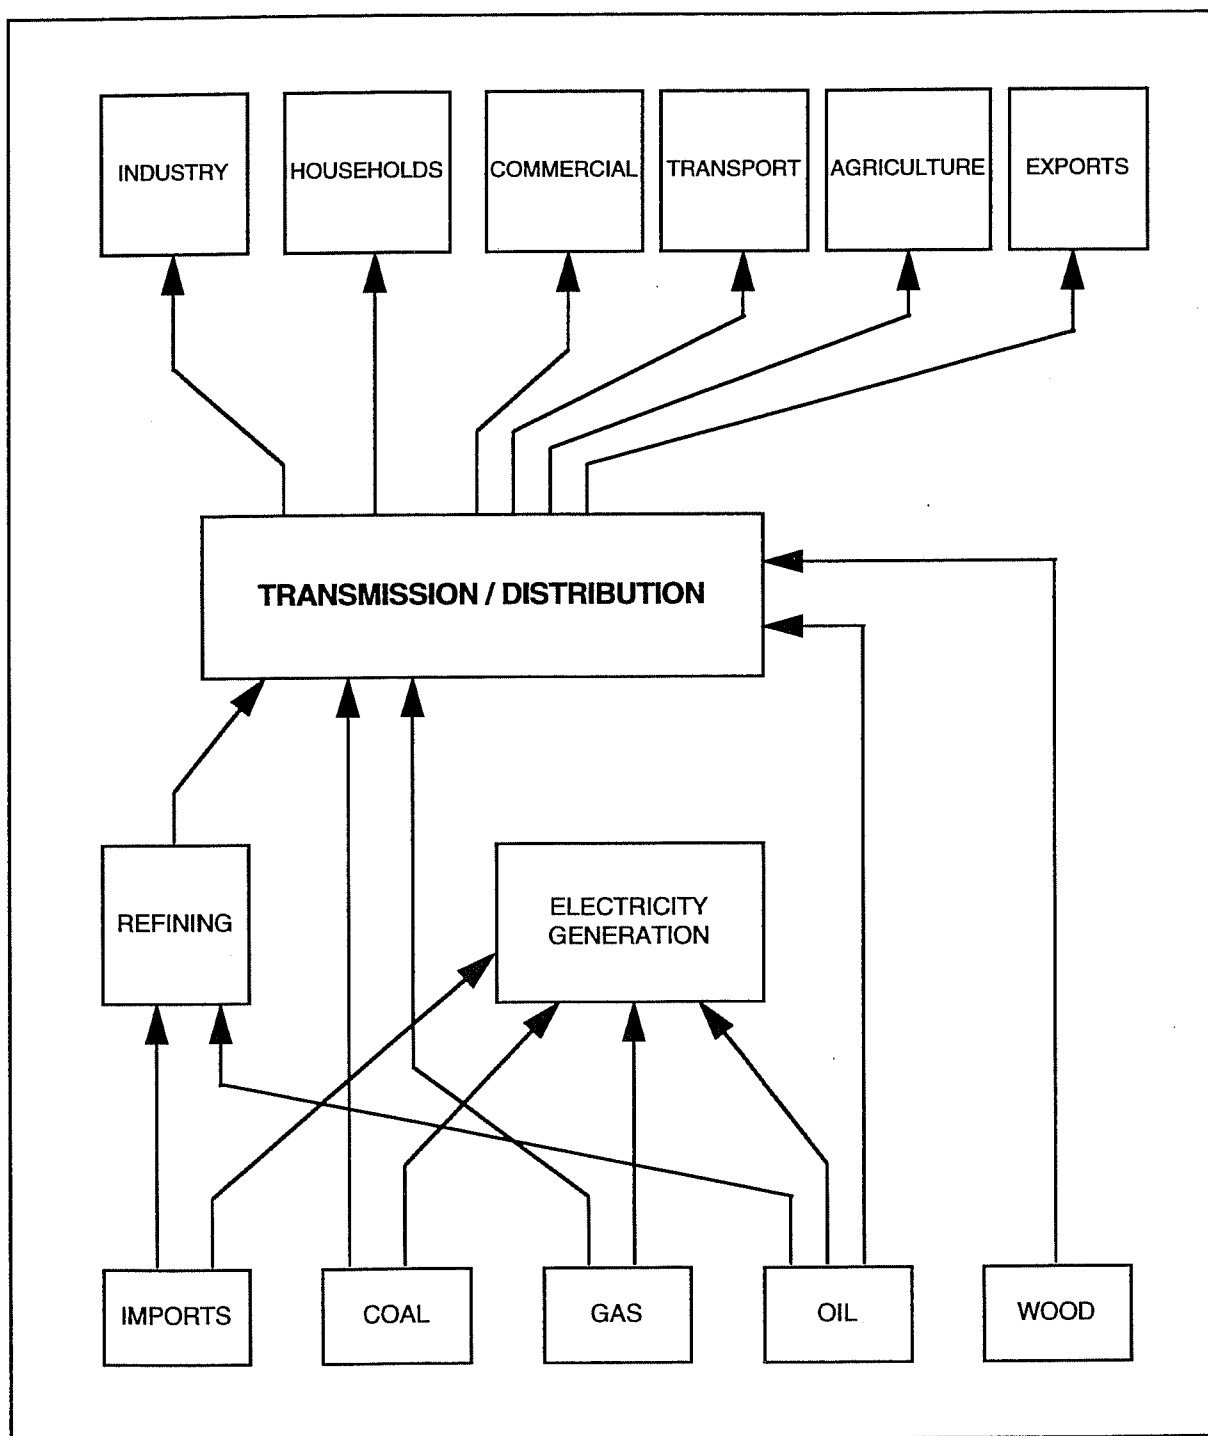 INDUSTRY
HOUSEHOLDS
COMMERCIAL
TRANSPORT
AGRICULTURE
EXPORTS
TRANSMISSION / DISTRIBUTION
REFINING
ELECTRICITY
GENERATION
IMPORTS
COAL
GAS
OIL
WOOD